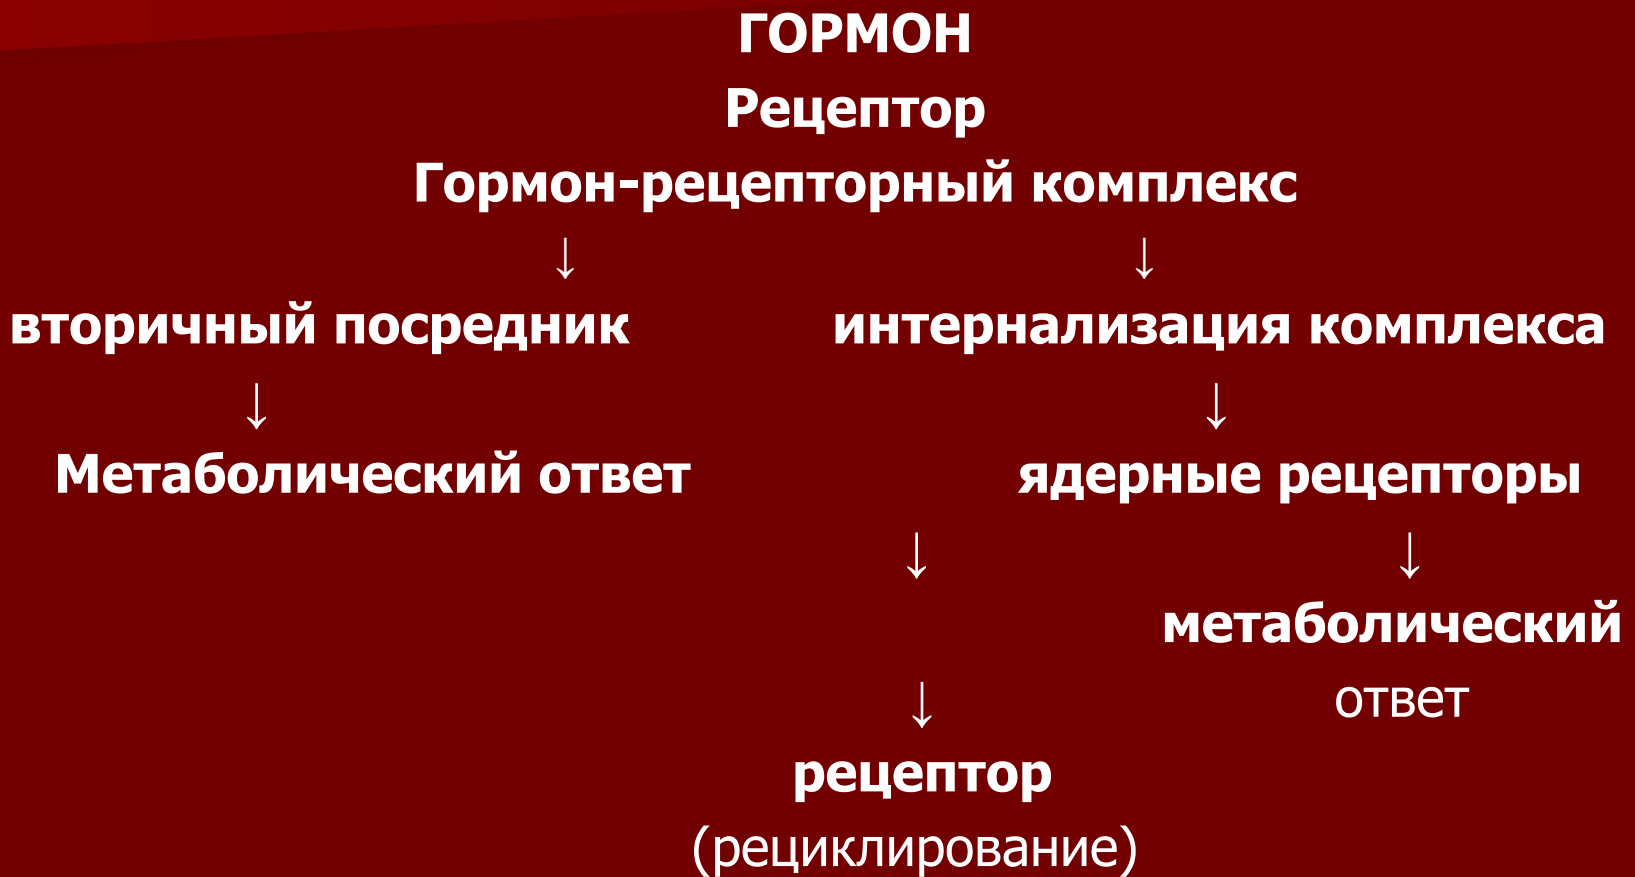 ГОРМОН
Рецептор
Гормон-рецепторный комплекс
↓ ↓
вторичный посредник интернализация комплекса
↓ ↓
Метаболический ответ ядерные рецепторы
↓ ↓
метаболический
↓ ответ
рецептор
(рециклирование)